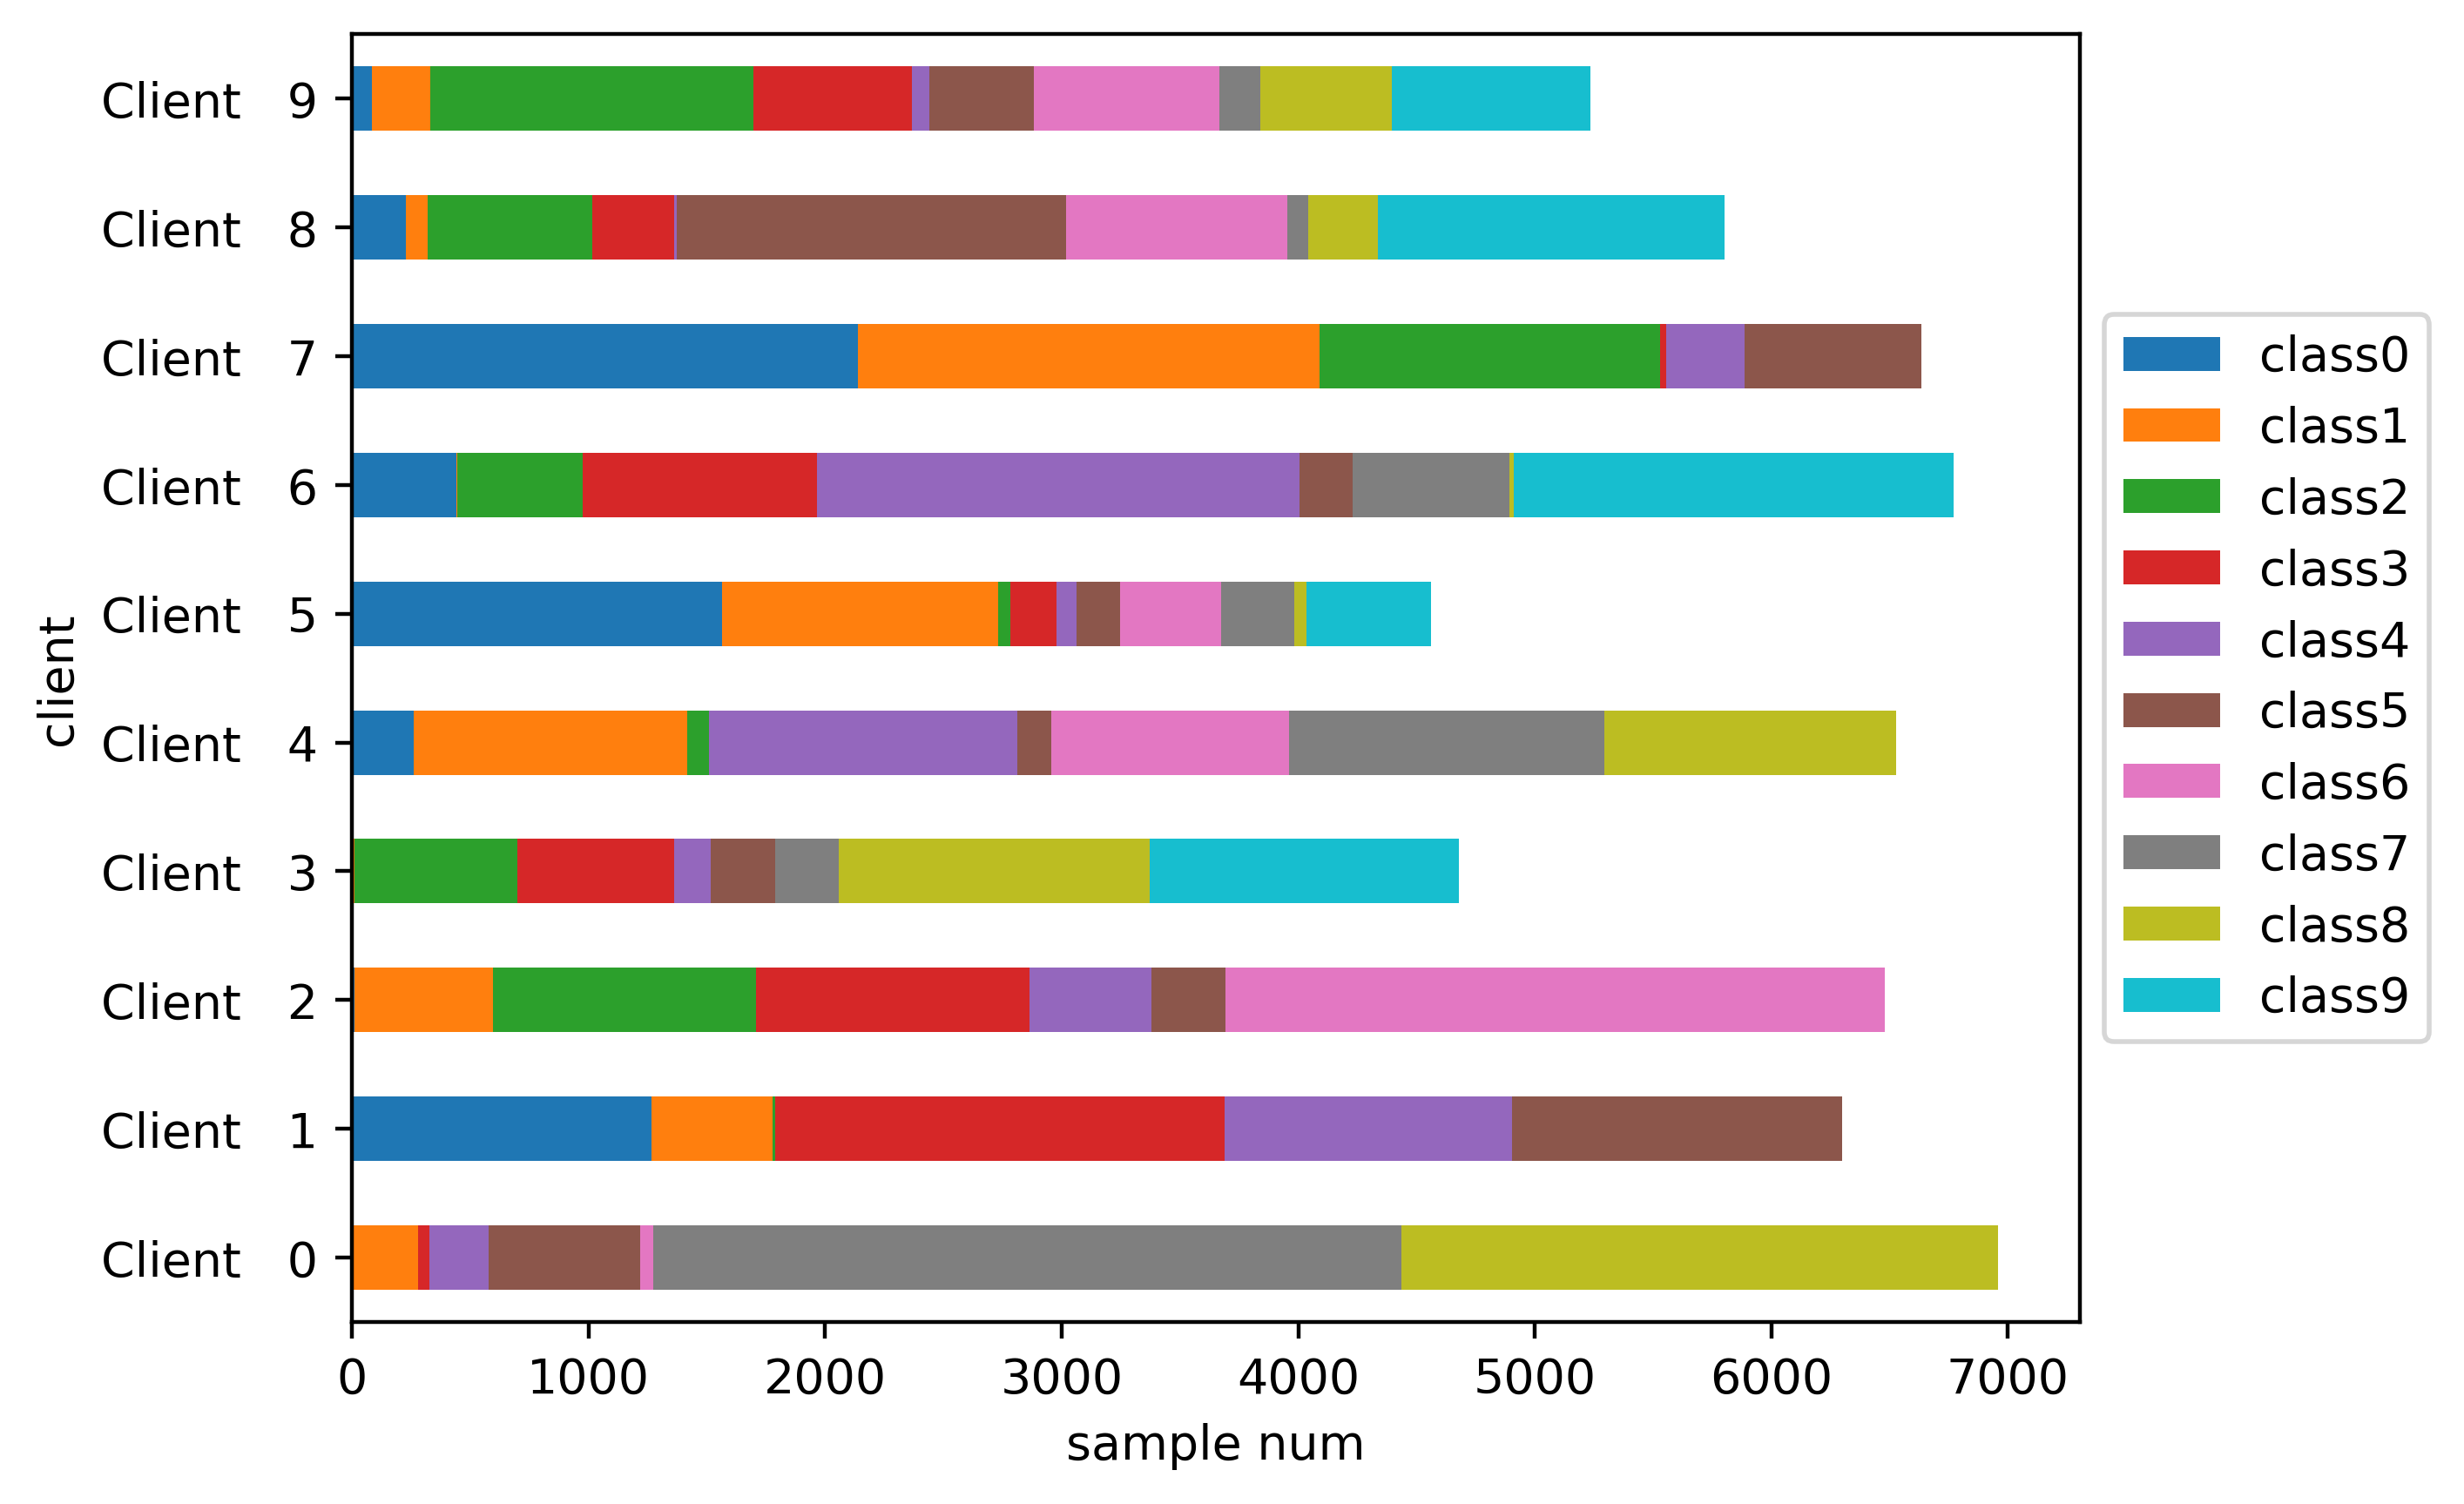 Client 9
Client 8
Client 7
Client 6
Client 5
Client 4
Client 3
Client 2
Client 1
Client 0
client
0 1000 2000 3000 4000 5000 6000 7000
sample num
class0
class1
class2
class3
class4
class5
class6
class7
class8
class9